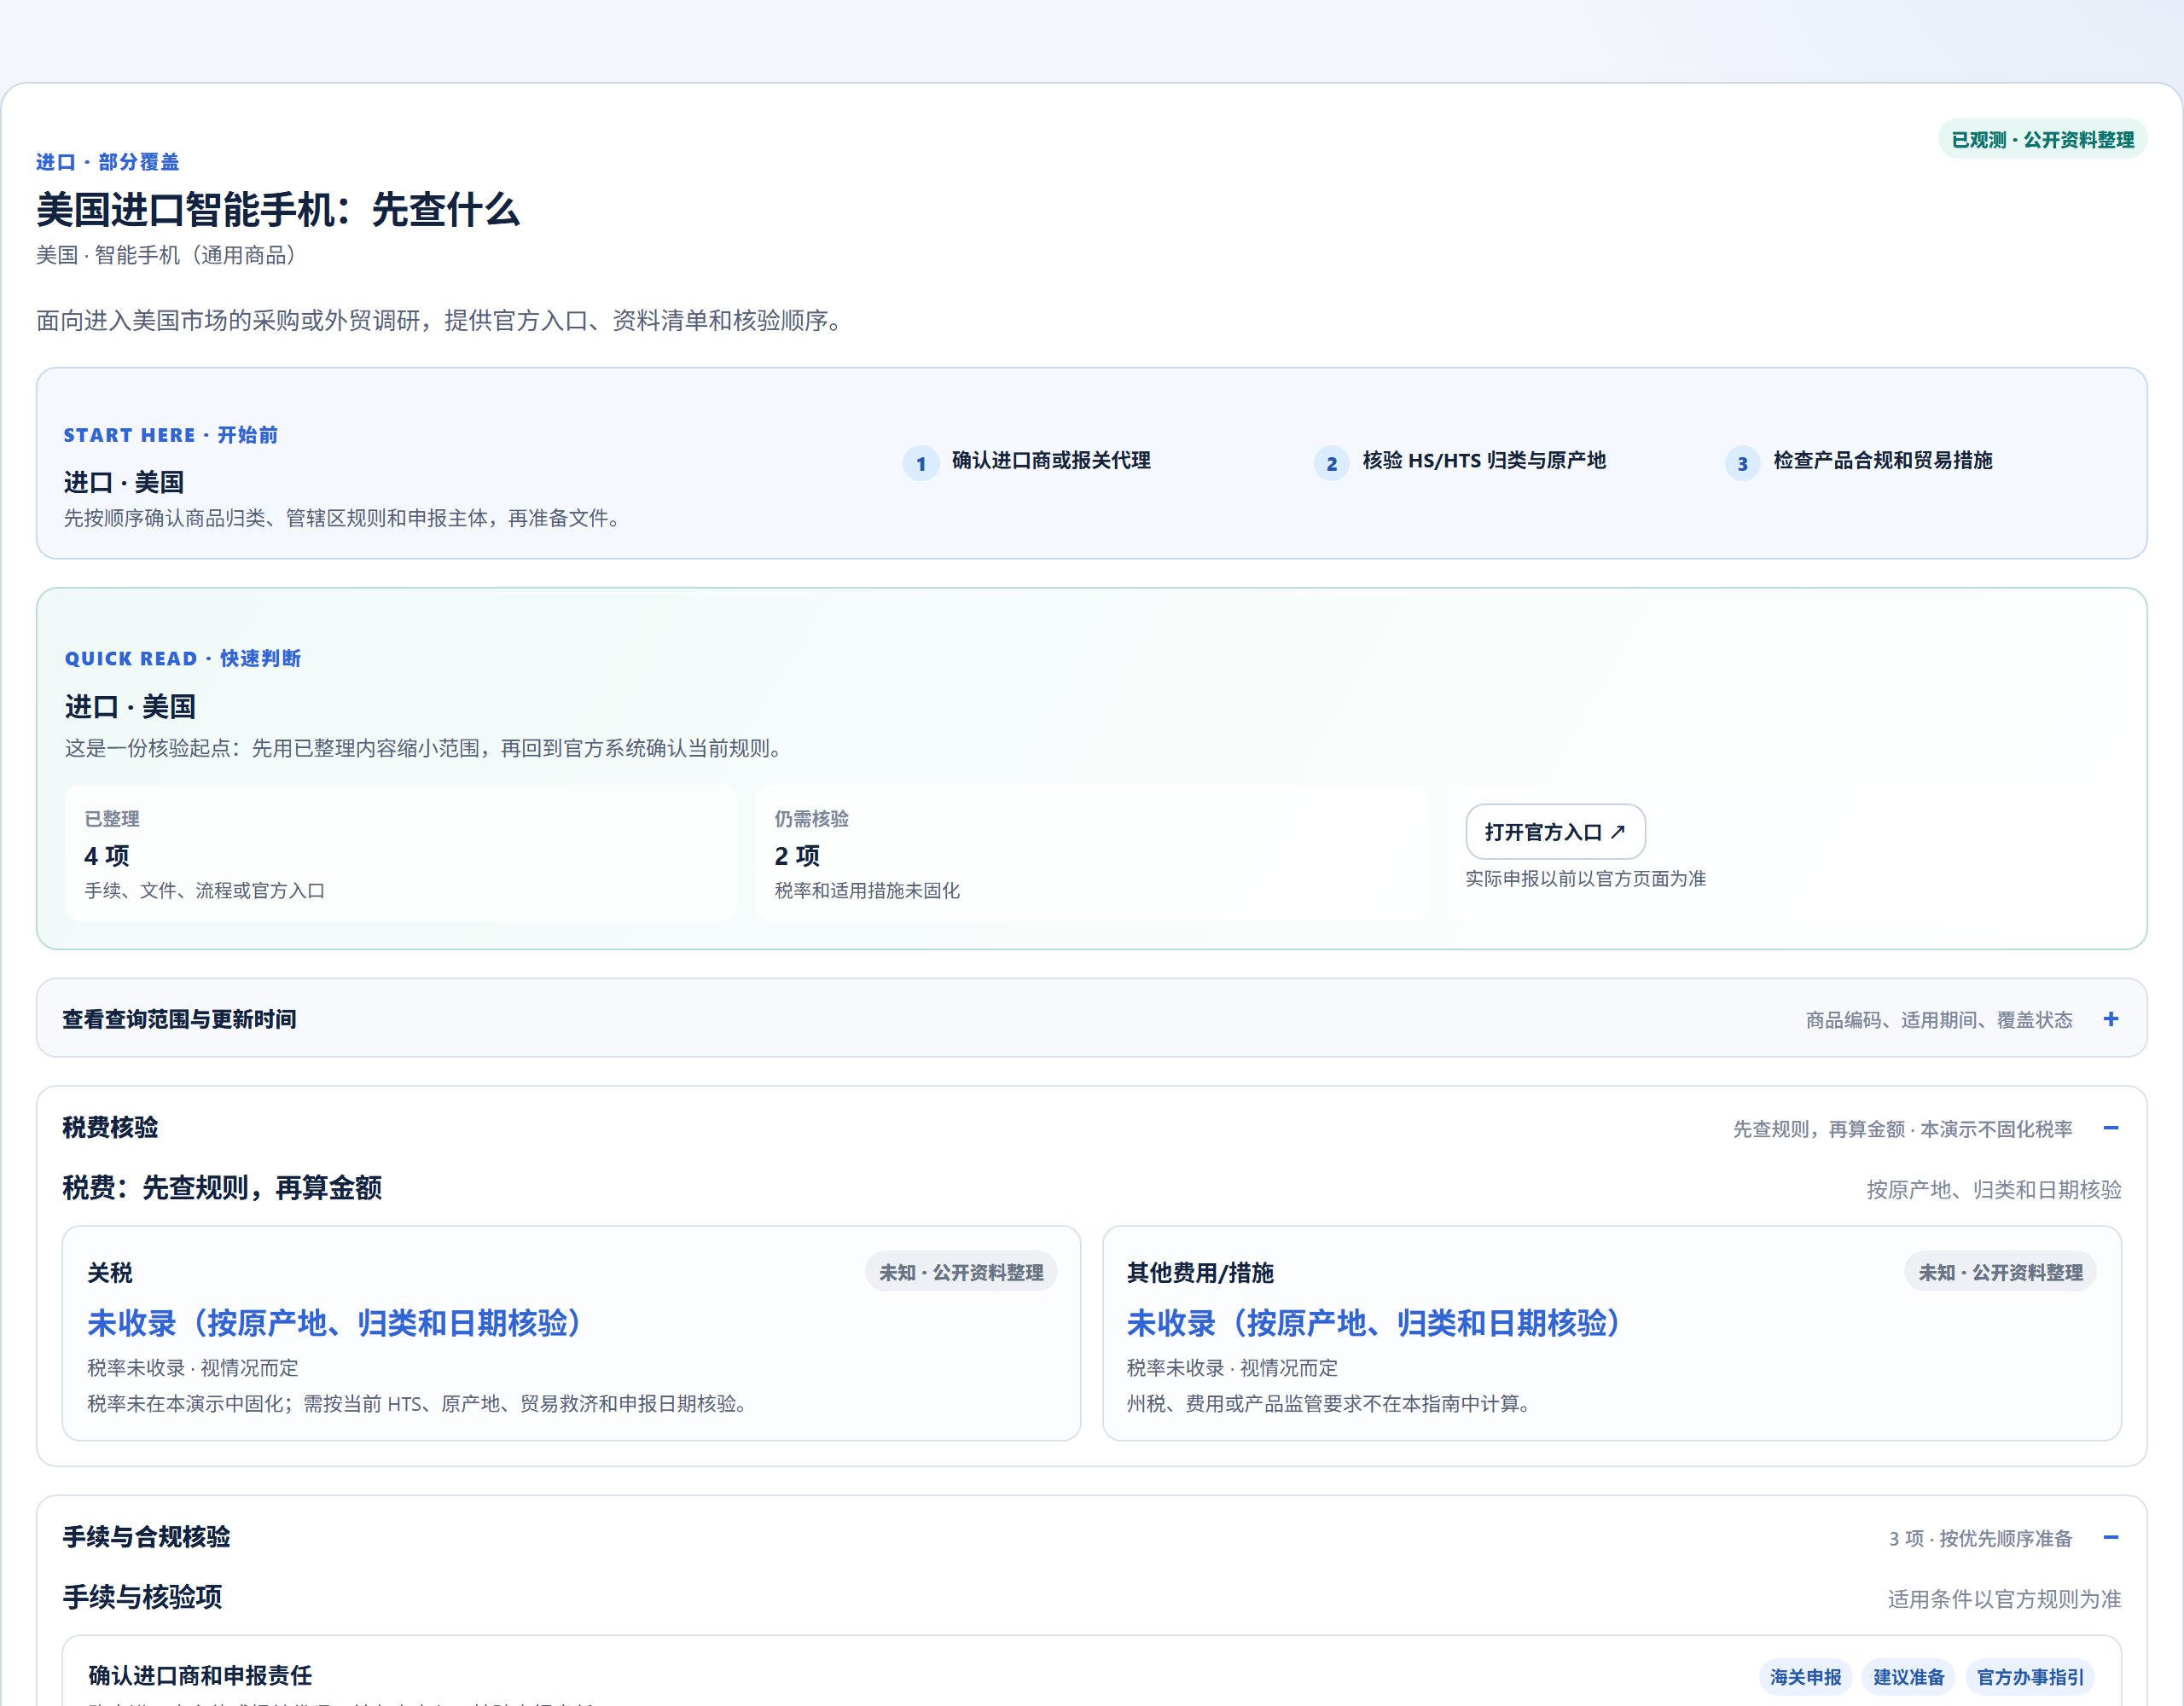 已观测 · 公开资料整理
进口 · 部分覆盖
美国进口智能手机：先查什么
美国 · 智能手机（通用商品）
面向进入美国市场的采购或外贸调研，提供官方入口、资料清单和核验顺序。
START HERE · 开始前
进口 · 美国
先按顺序确认商品归类、管辖区规则和申报主体，再准备文件。
1 确认进口商或报关代理
2 核验 HS/HTS 归类与原产地
3 检查产品合规和贸易措施
QUICK READ · 快速判断
进口 · 美国
这是一份核验起点：先用已整理内容缩小范围，再回到官方系统确认当前规则。
已整理
4 项
手续、文件、流程或官方入口
仍需核验
2 项
税率和适用措施未固化
打开官方入口 ↗
实际申报以前以官方页面为准
查看查询范围与更新时间
商品编码、适用期间、覆盖状态 +
税费核验
先查规则，再算金额 · 本演示不固化税率 −
税费：先查规则，再算金额
按原产地、归类和日期核验
关税
未知 · 公开资料整理
未收录（按原产地、归类和日期核验）
税率未收录 · 视情况而定
税率未在本演示中固化；需按当前 HTS、原产地、贸易救济和申报日期核验。
其他费用/措施
未知 · 公开资料整理
未收录（按原产地、归类和日期核验）
税率未收录 · 视情况而定
州税、费用或产品监管要求不在本指南中计算。
手续与合规核验
3 项 · 按优先顺序准备 −
手续与核验项
适用条件以官方规则为准
确认进口商和申报责任
海关申报
建议准备
官方办事指引